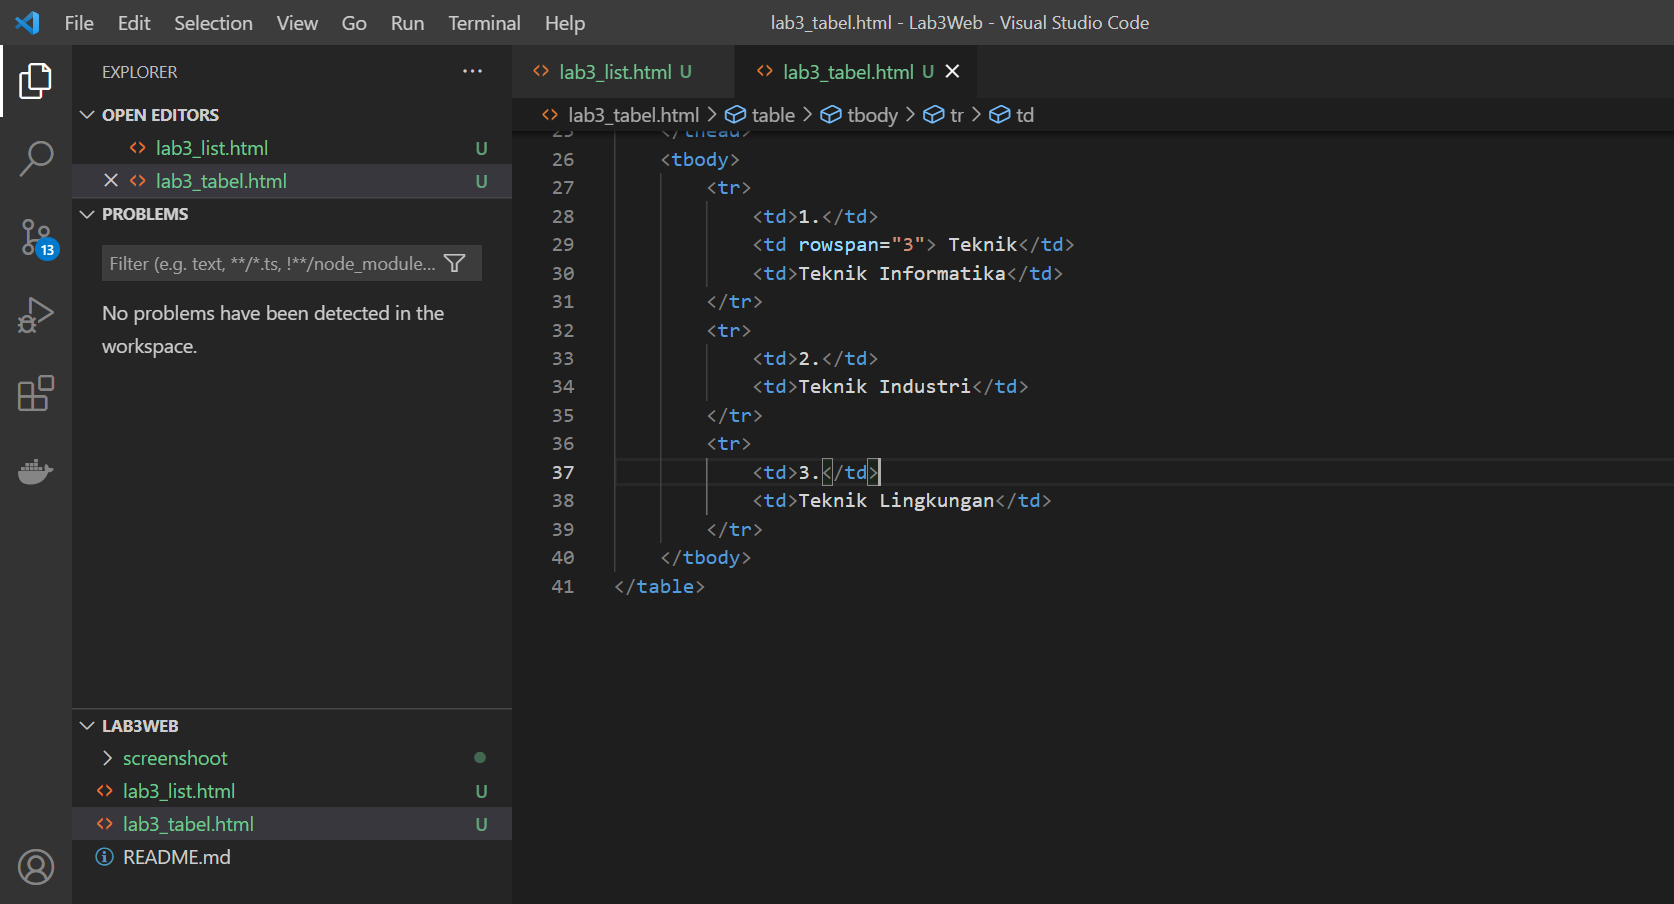 File Edit Selection View Go Run Terminal Help
lab3_tabel.html - Lab3Web - Visual Studio Code
EXPLORER
OPEN EDITORS
lab3_list.html U
lab3_tabel.html U
PROBLEMS
Filter (e.g. text, **/*.ts, !**/node_module...
No problems have been detected in the
workspace.
13
LAB3WEB
screenshoot
lab3_list.html U
lab3_tabel.html U
README.md
lab3_list.html U
lab3_tabel.html U
lab3_tabel.html > table > tbody > tr > td
25 </thead>
26 <tbody>
27 <tr>
28 <td>1.</td>
29 <td rowspan="3"> Teknik</td>
30 <td>Teknik Informatika</td>
31 </tr>
32 <tr>
33 <td>2.</td>
34 <td>Teknik Industri</td>
35 </tr>
36 <tr>
37 <td>3.</td>
38 <td>Teknik Lingkungan</td>
39 </tr>
40 </tbody>
41 </table>